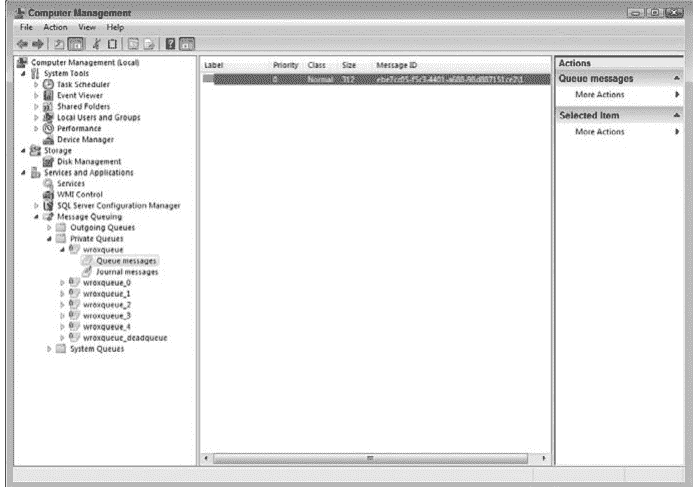 Computer Management
File Action View Help
Computer Management (Local)
System Tools
Task Scheduler
Event Viewer
Shared Folders
Local Users and Groups
Performance
Device Manager
Storage
Disk Management
Services and Applications
Services
WMI Control
SQL Server Configuration Manager
Message Queuing
Outgoing Queues
Private Queues
wroxqueue
Queue messages
Journal messages
wroxqueue_0
wroxqueue_1
wroxqueue_2
wroxqueue_3
wroxqueue_4
wroxqueue_deadqueue
System Queues
Label Priority Class Size Message ID
0 Normal 312
Actions
Queue messages
More Actions
Selected Item
More Actions